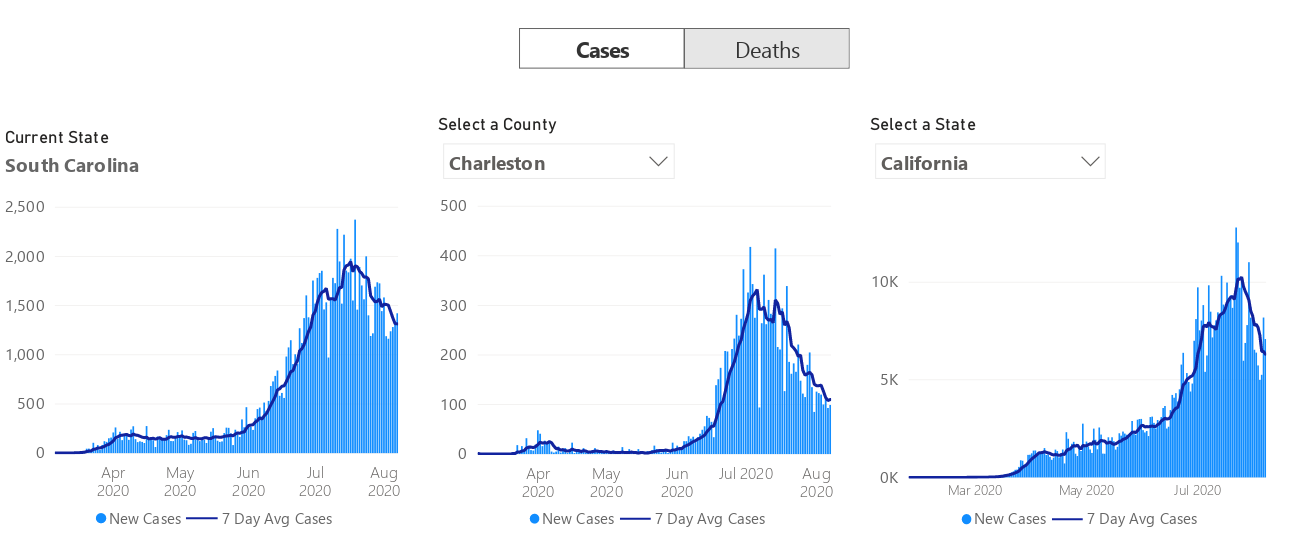 Cases Deaths
Current State
South Carolina
2,500
2,000
1,500
1,000
500
0
Apr 2020 May 2020 Jun 2020 Jul 2020 Aug 2020
New Cases 7 Day Avg Cases
Select a County
Charleston
500
400
300
200
100
0
Apr 2020 May 2020 Jun 2020 Jul 2020 Aug 2020
New Cases 7 Day Avg Cases
Select a State
California
10K
5K
0K
Mar 2020 May 2020 Jul 2020
New Cases 7 Day Avg Cases